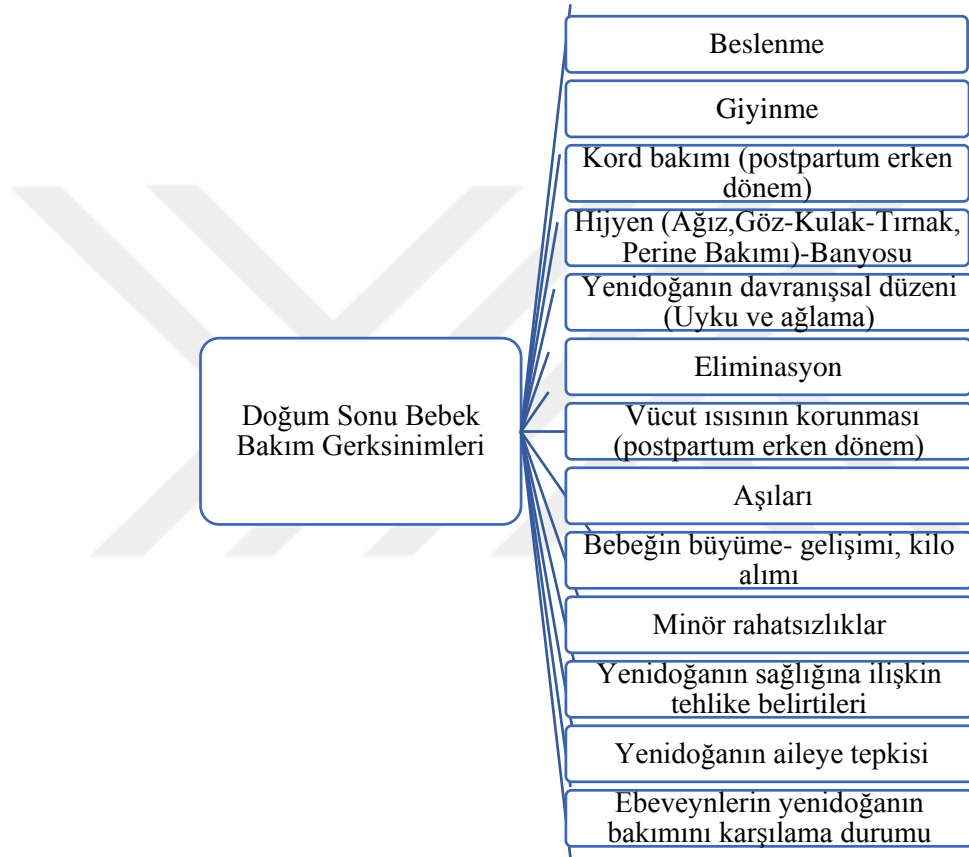 Beslenme
Giyinme
Kord bakımı (postpartum erken
dönem)
Hijyen (Ağız,Göz-Kulak-Tırnak,
Perine Bakımı)-Banyosu
Yenidoğanın davranışsal düzeni
(Uyku ve ağlama)
Eliminasyon
Doğum Sonu Bebek
Bakım Gerksinimleri
Vücut ısısının korunması
(postpartum erken dönem)
Aşıları
Bebeğin büyüme- gelişimi, kilo
alımı
Minör rahatsızlıklar
Yenidoğanın sağlığına ilişkin
tehlike belirtileri
Yenidoğanın aileye tepkisi
Ebeveynlerin yenidoğanın
bakımını karşılama durumu